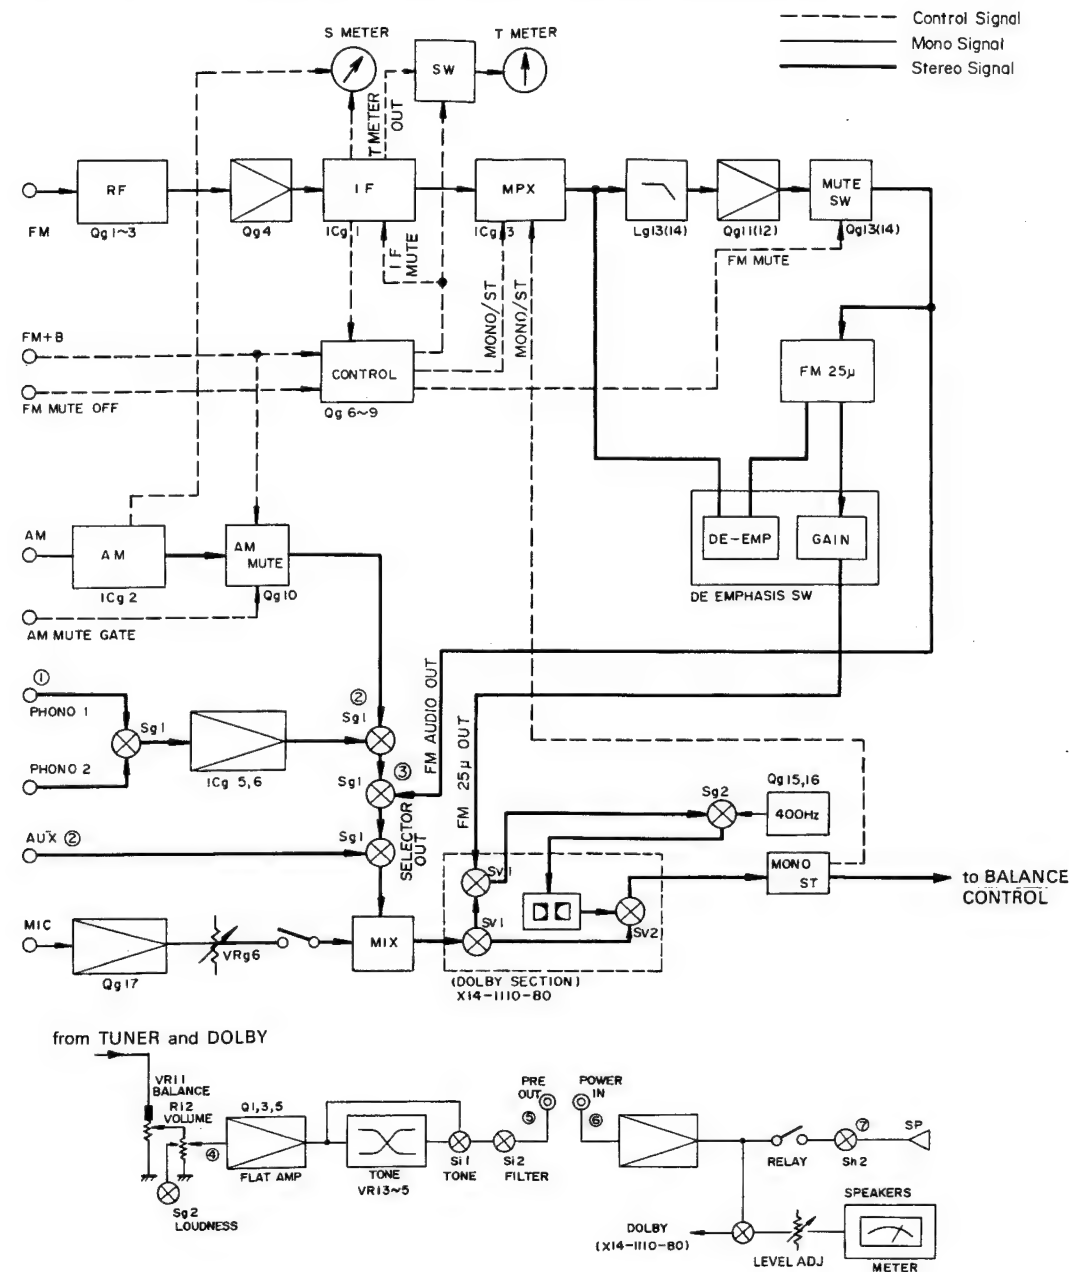 Control Signal
Mono Signal
Stereo Signal
S METER
T METER
SW
T METER OUT
FM
RF
Qg 1~3
Qg4
IF
ICg 1
IF MUTE
MPX
ICg 3
Lg13(14)
Qg11(12)
MUTE SW
Qg13(14)
FM MUTE
MONO/ST
MONO/ST
FM+B
FM MUTE OFF
CONTROL
Qg 6~9
FM 25μ
DE-EMP
GAIN
DE EMPHASIS SW
AM
AM
ICg 2
AM MUTE
Qg10
AM MUTE GATE
①
PHONO 1
PHONO 2
Sg1
ICg 5,6
②
Sg1
③
Sg1
FM AUDIO OUT
FM 25μ OUT
AUX ②
Sg1
SELECTOR OUT
Sg2
Qg15,16
400Hz
Sv1
Sv1
Sv2
MONO ST
to BALANCE
CONTROL
MIC
Qg17
VRg6
MIX
(DOLBY SECTION)
X14-1110-80
from TUNER and DOLBY
VR11
BALANCE
R12
VOLUME
④
Sg2
LOUDNESS
Q1,3,5
FLAT AMP
TONE
VR13~5
Si1
TONE
Si2
FILTER
PRE
OUT
⑤
POWER
IN
⑥
RELAY
⑦
Sh2
SP
DOLBY
(X14-1110-80)
LEVEL ADJ
SPEAKERS
METER